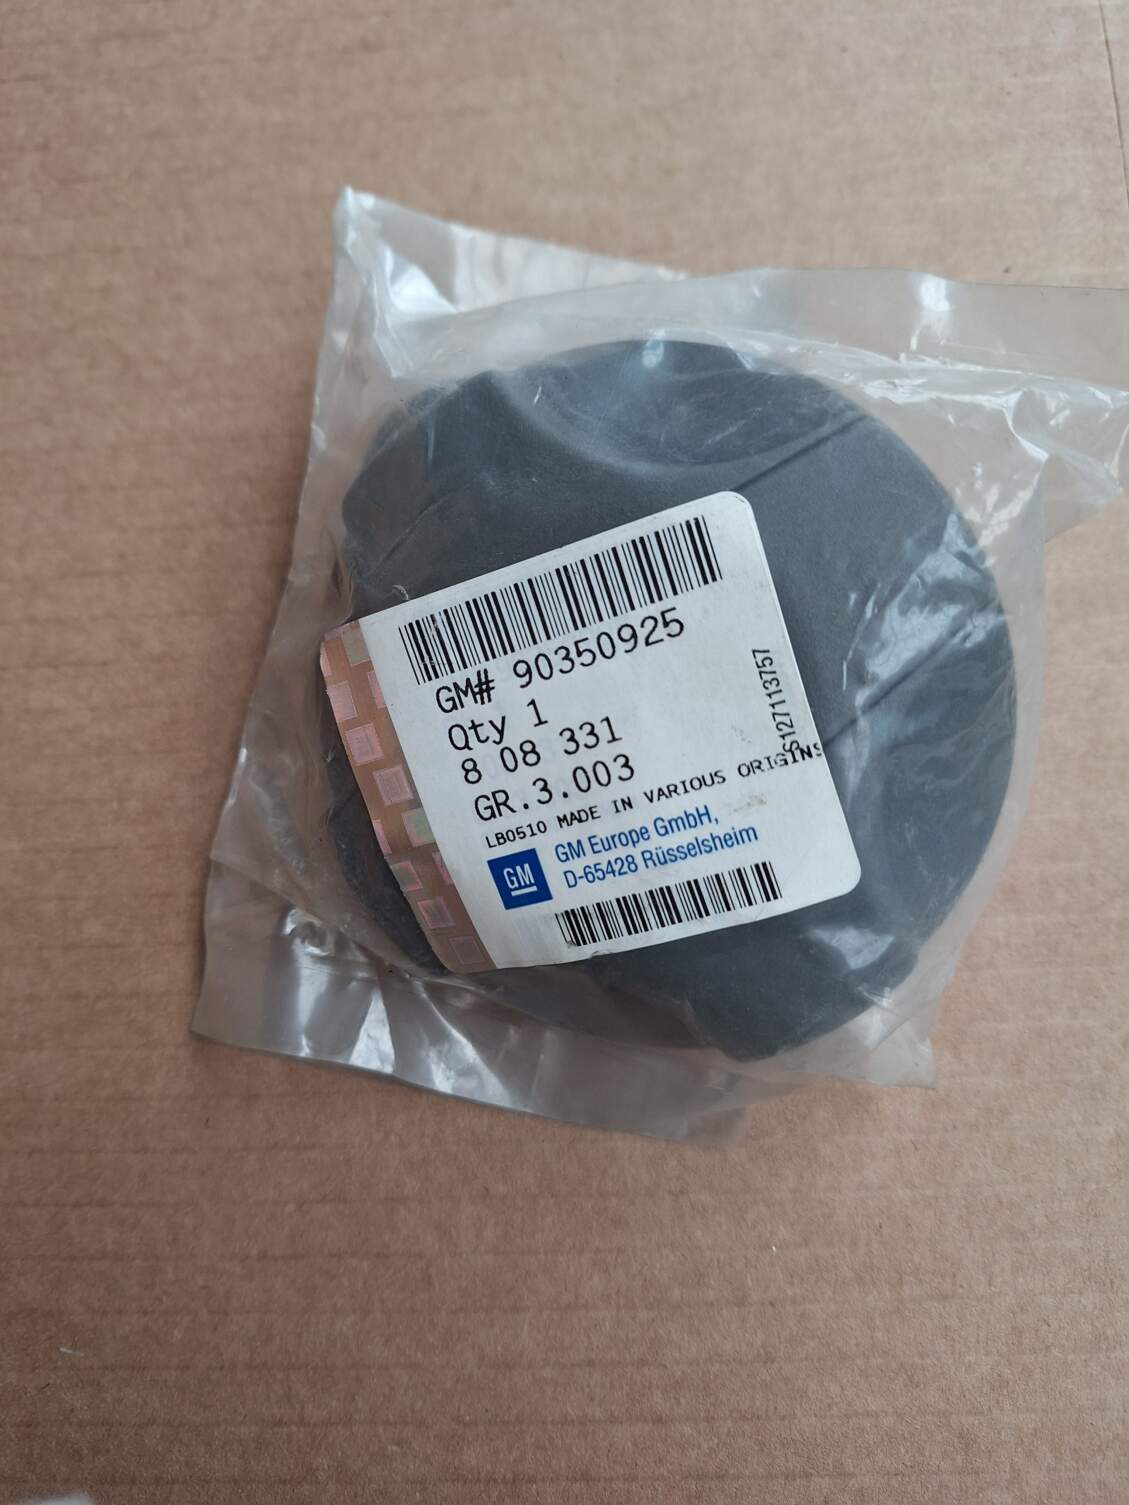 GM# 90350925
Qty 1
8 08 331
GR.3.003
LB0510 MADE IN VARIOUS ORIGINS
GM
GM Europe GmbH,
D-65428 Rüsselsheim